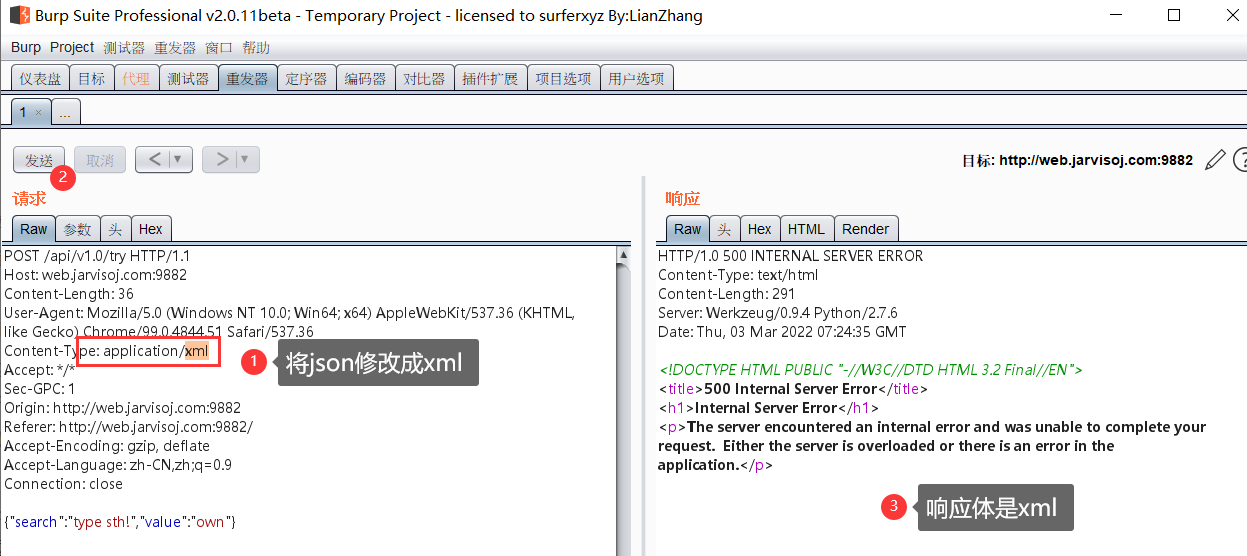 Burp Suite Professional v2.0.11beta - Temporary Project - licensed to surferxyz By:LianZhang
Burp Project 测试器 重发器 窗口 帮助
仪表盘 目标 代理 测试器 重发器 定序器 编码器 对比器 插件扩展 项目选项 用户选项
1 × ...
发送 取消 < ▼ > ▼ 目标: http://web.jarvisoj.com:9882 ?
2
请求
Raw 参数 头 Hex
POST /api/v1.0/try HTTP/1.1
Host: web.jarvisoj.com:9882
Content-Length: 36
User-Agent: Mozilla/5.0 (Windows NT 10.0; Win64; x64) AppleWebKit/537.36 (KHTML,
like Gecko) Chrome/99.0.4844.51 Safari/537.36
Content-Type: application/xml
1 将json修改成xml
Accept: */*
Sec-GPC: 1
Origin: http://web.jarvisoj.com:9882
Referer: http://web.jarvisoj.com:9882/
Accept-Encoding: gzip, deflate
Accept-Language: zh-CN,zh;q=0.9
Connection: close
{"search":"type sth!","value":"own"}
响应
Raw 头 Hex HTML Render
HTTP/1.0 500 INTERNAL SERVER ERROR
Content-Type: text/html
Content-Length: 291
Server: Werkzeug/0.9.4 Python/2.7.6
Date: Thu, 03 Mar 2022 07:24:35 GMT
<!DOCTYPE HTML PUBLIC "-//W3C//DTD HTML 3.2 Final//EN">
<title>500 Internal Server Error</title>
<h1>Internal Server Error</h1>
<p>The server encountered an internal error and was unable to complete your
request.  Either the server is overloaded or there is an error in the
application.</p>
3 响应体是xml